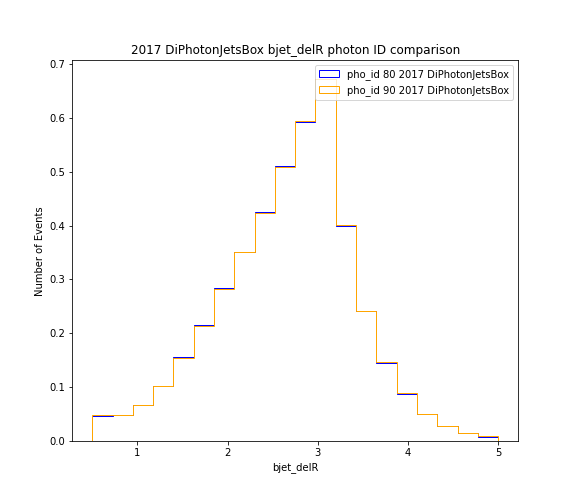 2017 DiPhotonJetsBox bjet_delR photon ID comparison
pho_id 80 2017 DiPhotonJetsBox
pho_id 90 2017 DiPhotonJetsBox
Number of Events
0.7
0.6
0.5
0.4
0.3
0.2
0.1
0.0
1 2 3 4 5
bjet_delR